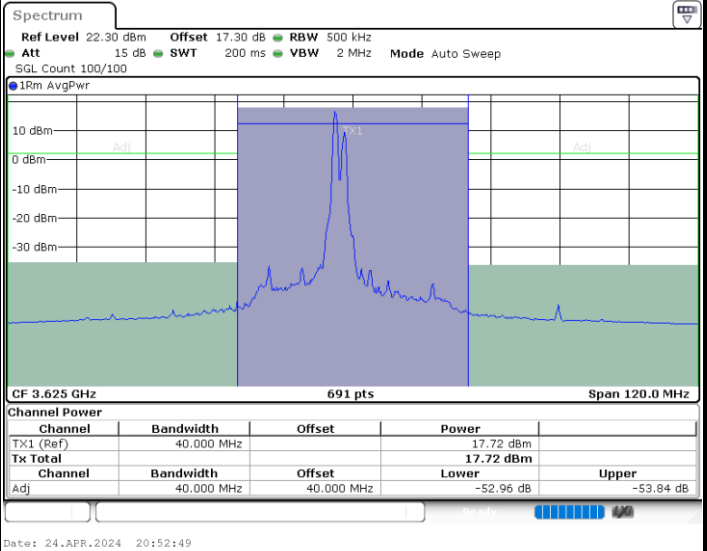 Spectrum
Ref Level 22.30 dBm Offset 17.30 dB RBW 500 kHz
Att 15 dB SWT 200 ms VBW 2 MHz Mode Auto Sweep
SGL Count 100/100
1Rm AvgPwr
10 dBm
TX1
Adj Adj
0 dBm
-10 dBm
-20 dBm
-30 dBm
CF 3.625 GHz 691 pts Span 120.0 MHz
Channel Power
Channel Bandwidth Offset Power
TX1 (Ref) 40.000 MHz 17.72 dBm
Tx Total 17.72 dBm
Channel Bandwidth Offset Lower Upper
Adj 40.000 MHz 40.000 MHz -52.96 dB -53.84 dB
Ready
Date: 24.APR.2024 20:52:49